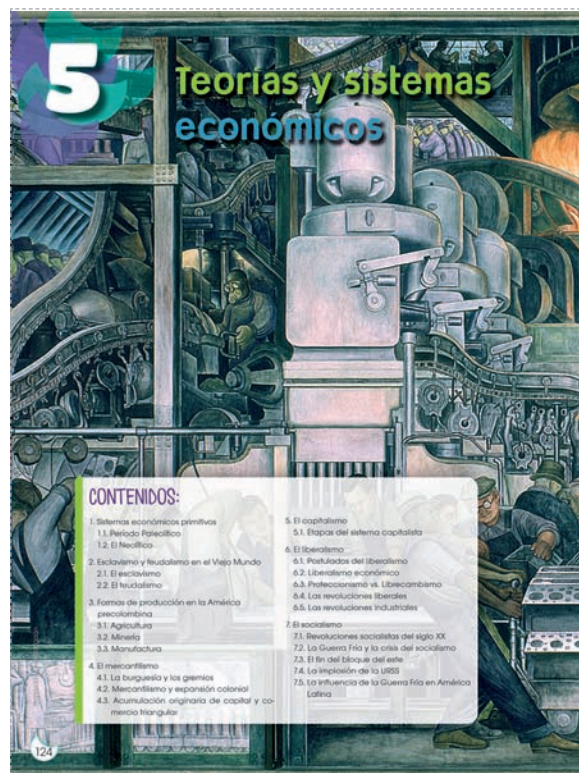 5
Teorías y sistemas
económicos
CONTENIDOS:
1. Sistemas económicos primitivos
1.1. Período Paleolítico
1.2. El Neolítico
2. Esclavismo y feudalismo en el Viejo Mundo
2.1. El esclavismo
2.2. El feudalismo
3. Formas de producción en la América
precolombina
3.1. Agricultura
3.2. Minería
3.3. Manufactura
4. El mercantilismo
4.1. La burguesía y los gremios
4.2. Mercantilismo y expansión colonial
4.3. Acumulación originaria de capital y co-
mercio triangular
5. El capitalismo
5.1. Etapas del sistema capitalista
6. El liberalismo
6.1. Postulados del liberalismo
6.2. Liberalismo económico
6.3. Proteccionismo vs. Librecambismo
6.4. Las revoluciones liberales
6.5. Las revoluciones industriales
7. El socialismo
7.1. Revoluciones socialistas del siglo XX
7.2. La Guerra Fría y la crisis del socialismo
7.3. El fin del bloque del este
7.4. La implosión de la URSS
7.5. La influencia de la Guerra Fría en América
Latina
124